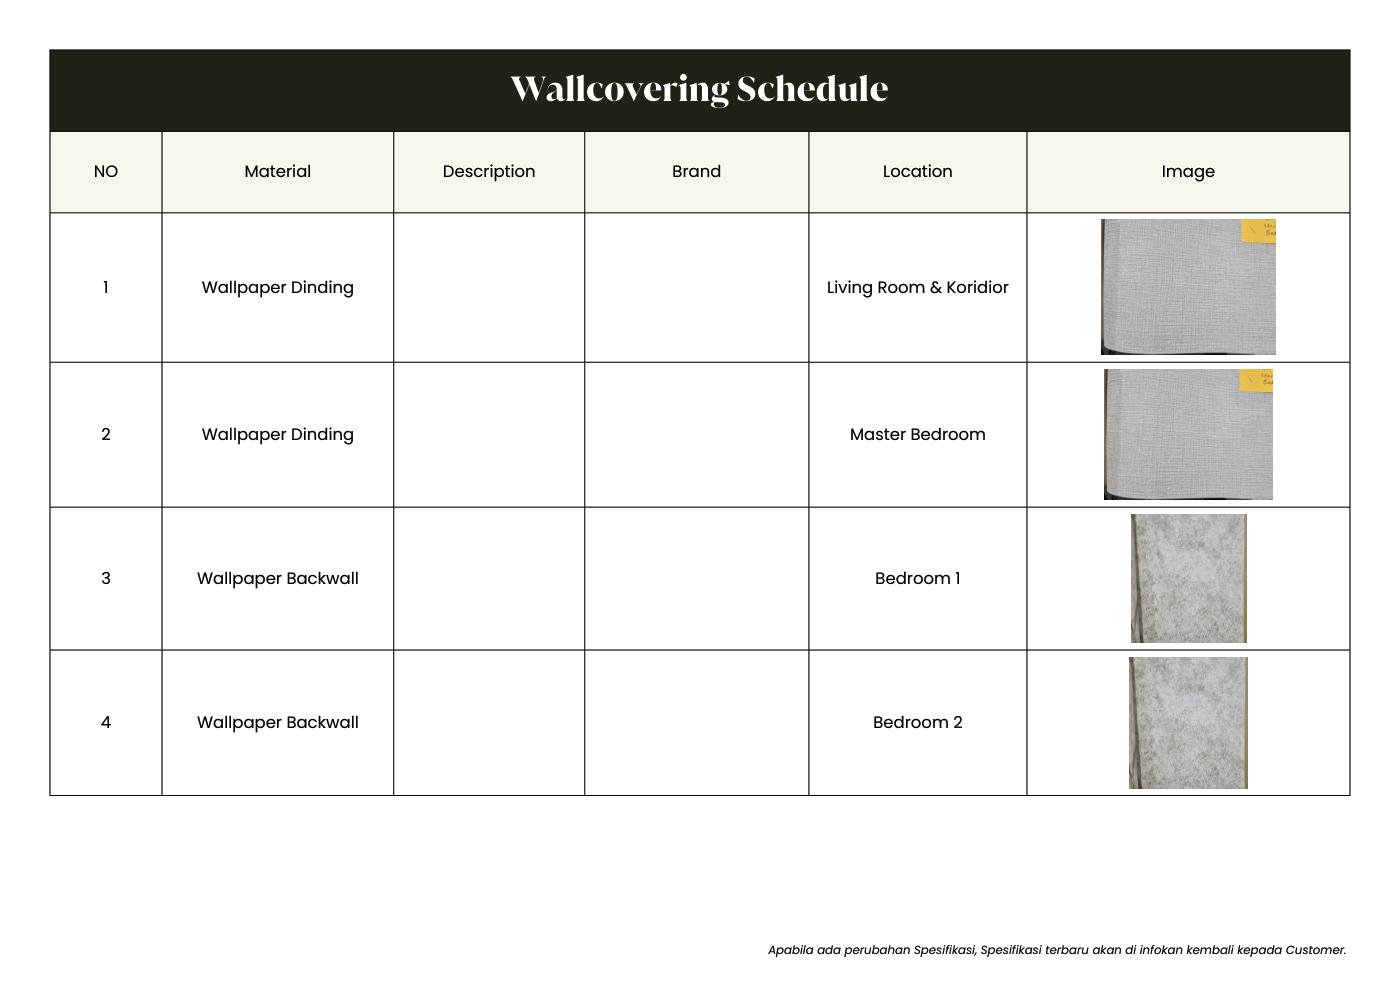 Wallcovering Schedule
NO Material Description Brand Location Image
1 Wallpaper Dinding Living Room & Koridior
2 Wallpaper Dinding Master Bedroom
3 Wallpaper Backwall Bedroom 1
4 Wallpaper Backwall Bedroom 2
Apabila ada perubahan Spesifikasi, Spesifikasi terbaru akan di infokan kembali kepada Customer.